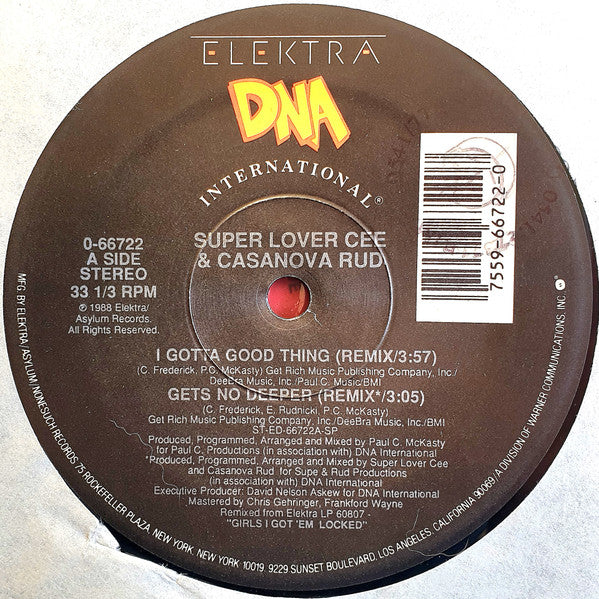 ELEKTRA
DNA
INTERNATIONAL®
SUPER LOVER CEE
& CASANOVA RUD
0-66722
A SIDE
STEREO
33 1/3 RPM
℗ 1988 Elektra/
Asylum Records.
All Rights Reserved.
7559-66722-0
I GOTTA GOOD THING (REMIX/3:57)
(C. Frederick, P.C. McKasty) Get Rich Music Publishing Company, Inc./
DeeBra Music, Inc./Paul C. Music/BMI
GETS NO DEEPER (REMIX*/3:05)
(C. Frederick, E. Rudnicki, P.C. McKasty)
Get Rich Music Publishing Company, Inc./DeeBra Music, Inc./BMI
ST-ED-66722A-SP
Produced, Programmed, Arranged and Mixed by Paul C. McKasty
for Paul C. Productions (in association with) DNA International
*Produced, Programmed, Arranged and Mixed by Super Lover Cee
and Casanova Rud for Supe & Rud Productions
(in association with) DNA International
Executive Producer: David Nelson Askew for DNA International
Mastered by Chris Gehringer, Frankford Wayne
Remixed from Elektra LP 60807 -
"GIRLS I GOT 'EM LOCKED"
MFG. BY ELEKTRA/ASYLUM/NONESUCH RECORDS 75 ROCKEFELLER PLAZA, NEW YORK, NEW YORK 10019 9229 SUNSET BOULEVARD, LOS ANGELES, CALIFORNIA 90069 / A DIVISION OF WARNER COMMUNICATIONS, INC.